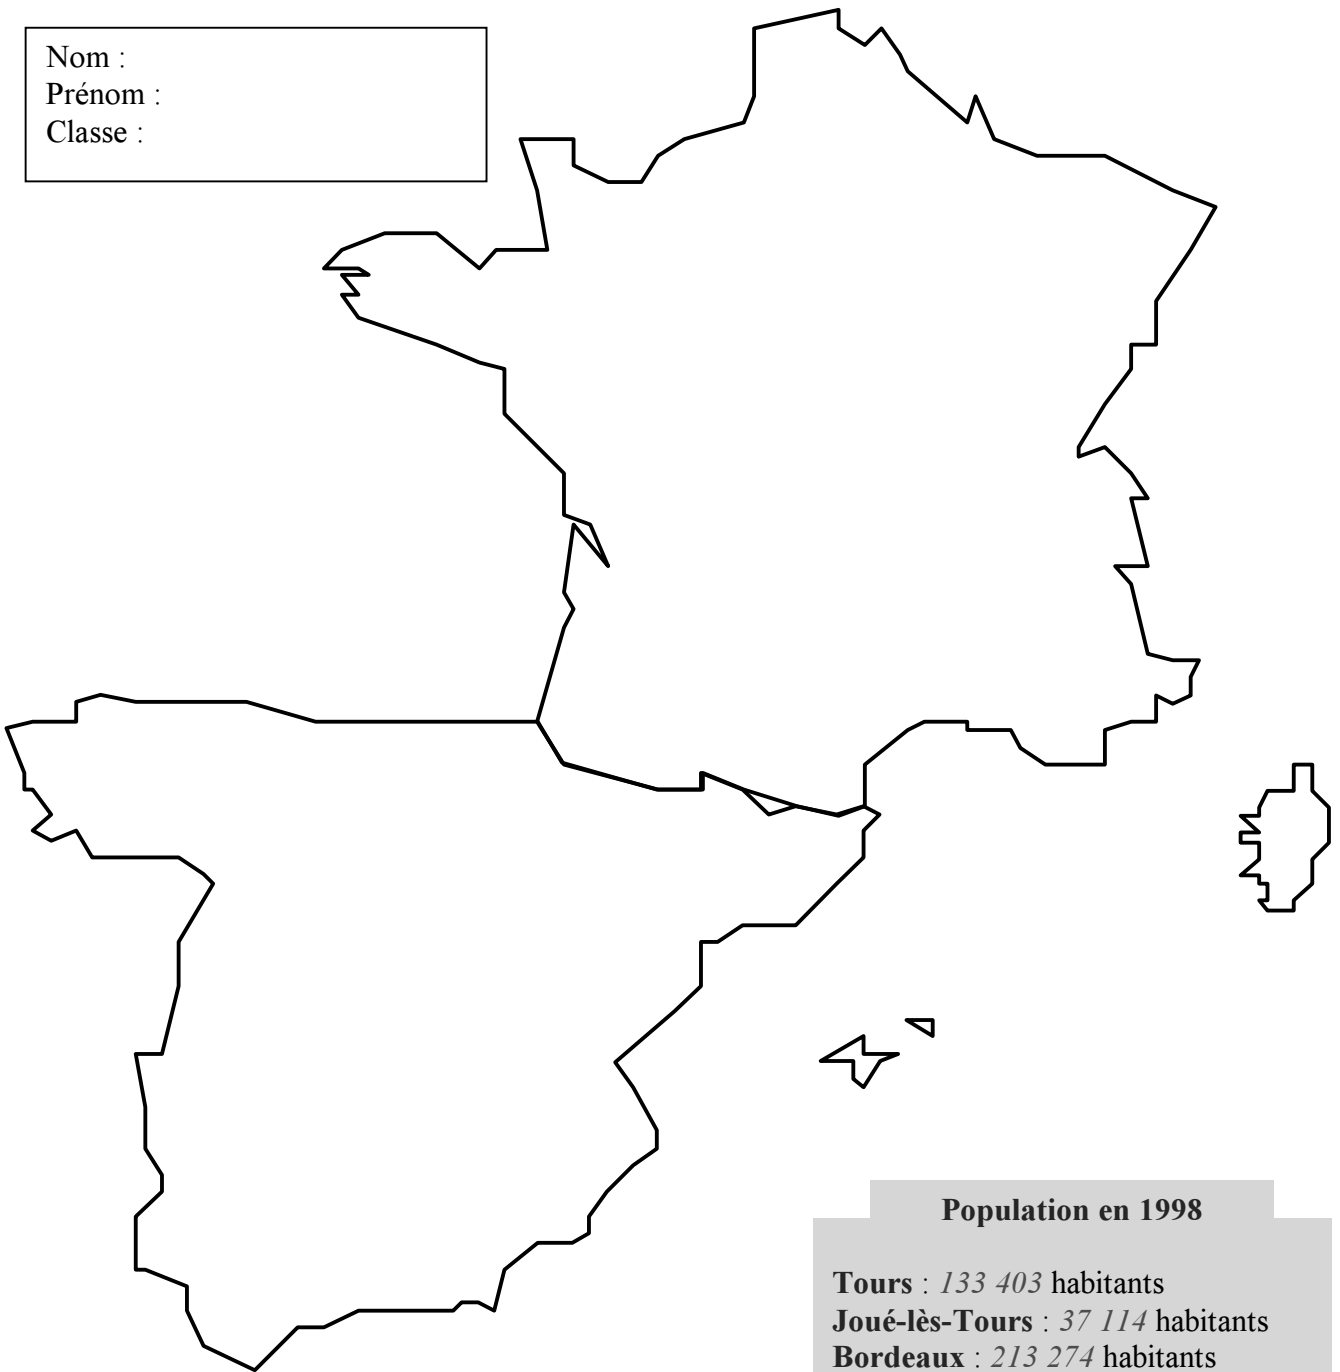 Nom :
Prénom :
Classe :
Population en 1998
Tours : 133 403 habitants
Joué-lès-Tours : 37 114 habitants
Bordeaux : 213 274 habitants